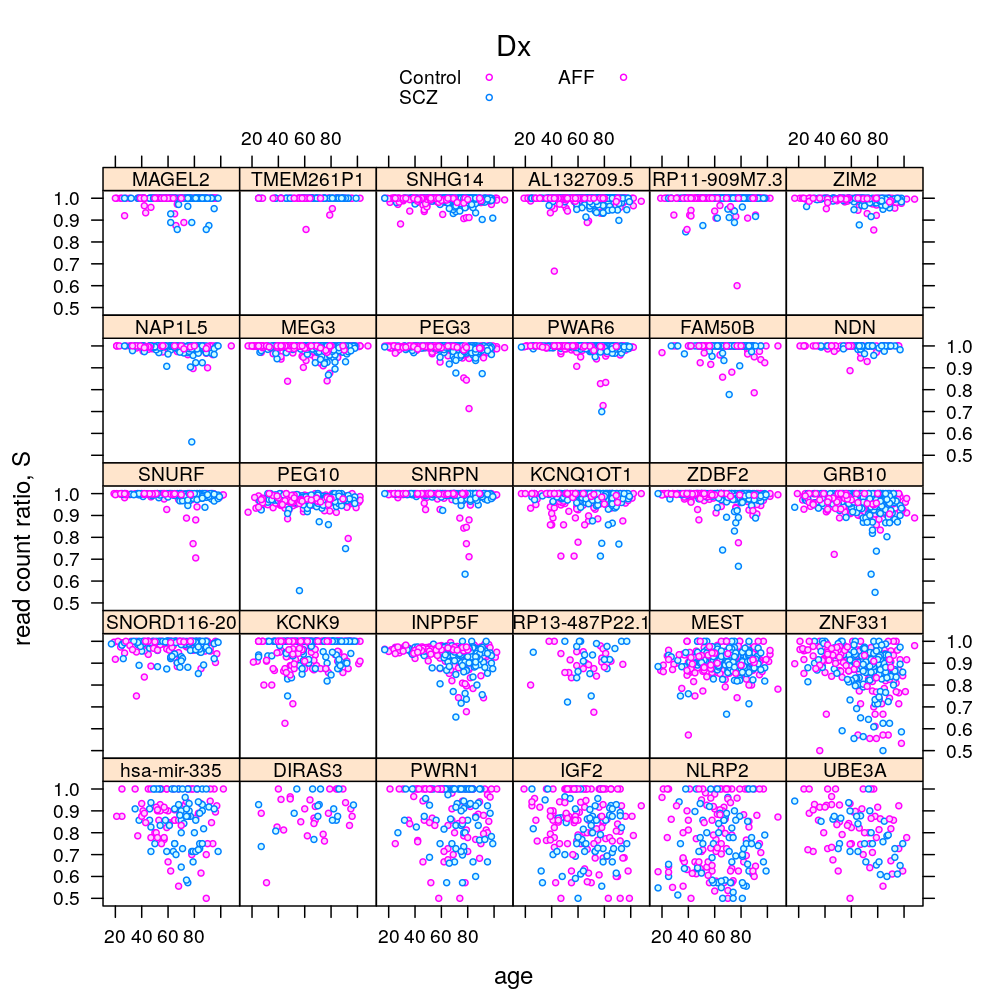 Dx
Control AFF
SCZ
20 40 60 80 20 40 60 80 20 40 60 80
MAGEL2 TMEM261P1 SNHG14 AL132709.5 RP11-909M7.3 ZIM2
1.0
0.9
0.8
0.7
0.6
0.5
NAP1L5 MEG3 PEG3 PWAR6 FAM50B NDN
1.0
0.9
0.8
0.7
0.6
0.5
SNURF PEG10 SNRPN KCNQ1OT1 ZDBF2 GRB10
1.0
0.9
0.8
0.7
0.6
0.5
SNORD116-20 KCNK9 INPP5F RP13-487P22.1 MEST ZNF331
1.0
0.9
0.8
0.7
0.6
0.5
hsa-mir-335 DIRAS3 PWRN1 IGF2 NLRP2 UBE3A
1.0
0.9
0.8
0.7
0.6
0.5
20 40 60 80 20 40 60 80 20 40 60 80
read count ratio, S
age